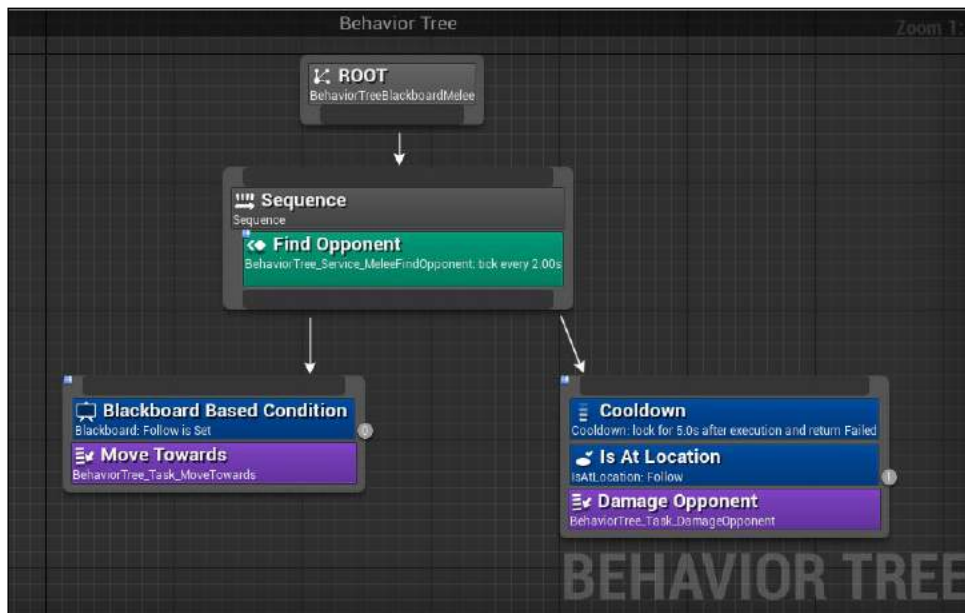 Behavior Tree
Zoom 1:
ROOT
BehaviorTreeBlackboardMelee
Sequence
Sequence
Find Opponent
BehaviorTree_Service_MeleeFindOpponent: tick every 2.00s
Blackboard Based Condition
Blackboard: Follow is Set
0
Move Towards
BehaviorTree_Task_MoveTowards
Cooldown
Cooldown: lock for 5.0s after execution and return Failed
Is At Location
IsAtLocation: Follow
1
Damage Opponent
BehaviorTree_Task_DamageOpponent
BEHAVIOR TREE